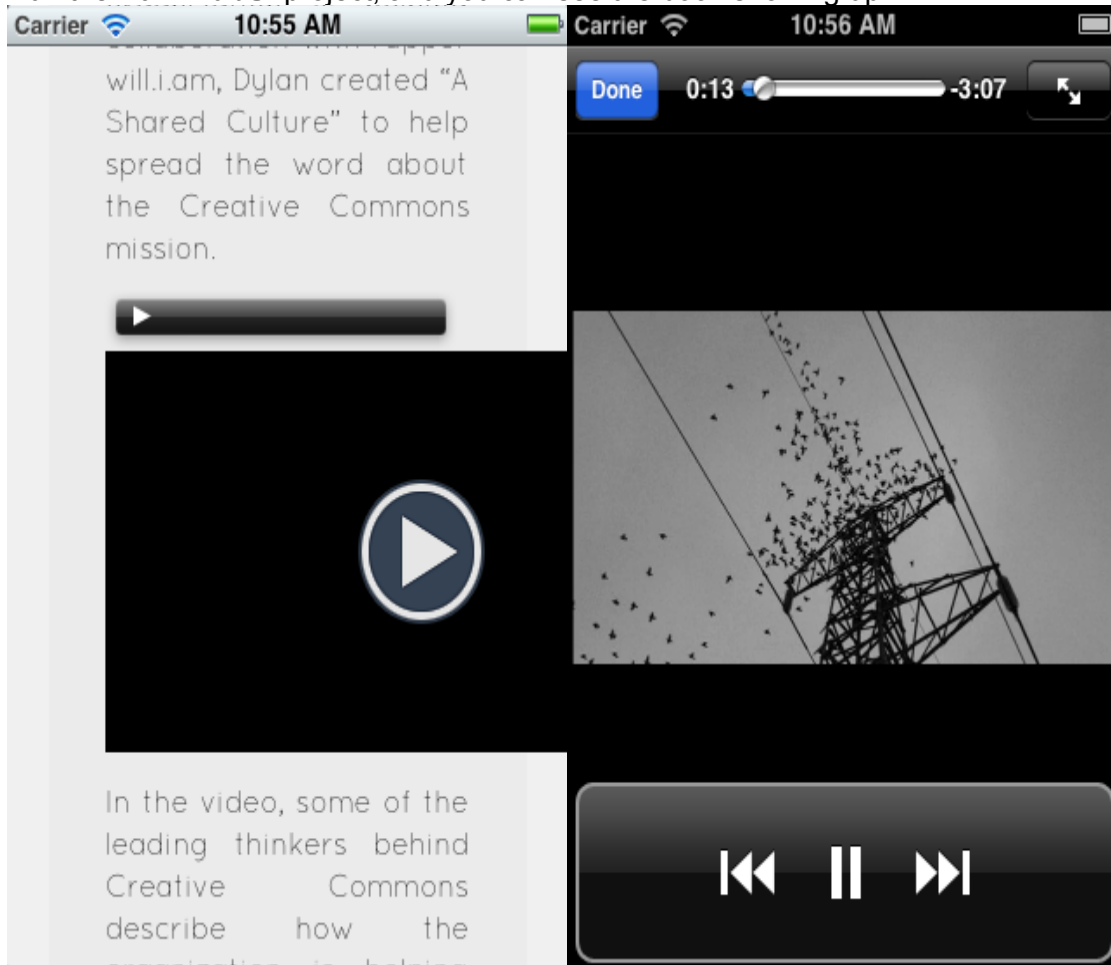 Carrier 10:55 AM
will.i.am, Dylan created “A
Shared Culture” to help
spread the word about
the Creative Commons
mission.
In the video, some of the
leading thinkers behind
Creative Commons
describe how the
Carrier 10:56 AM
Done 0:13 -3:07